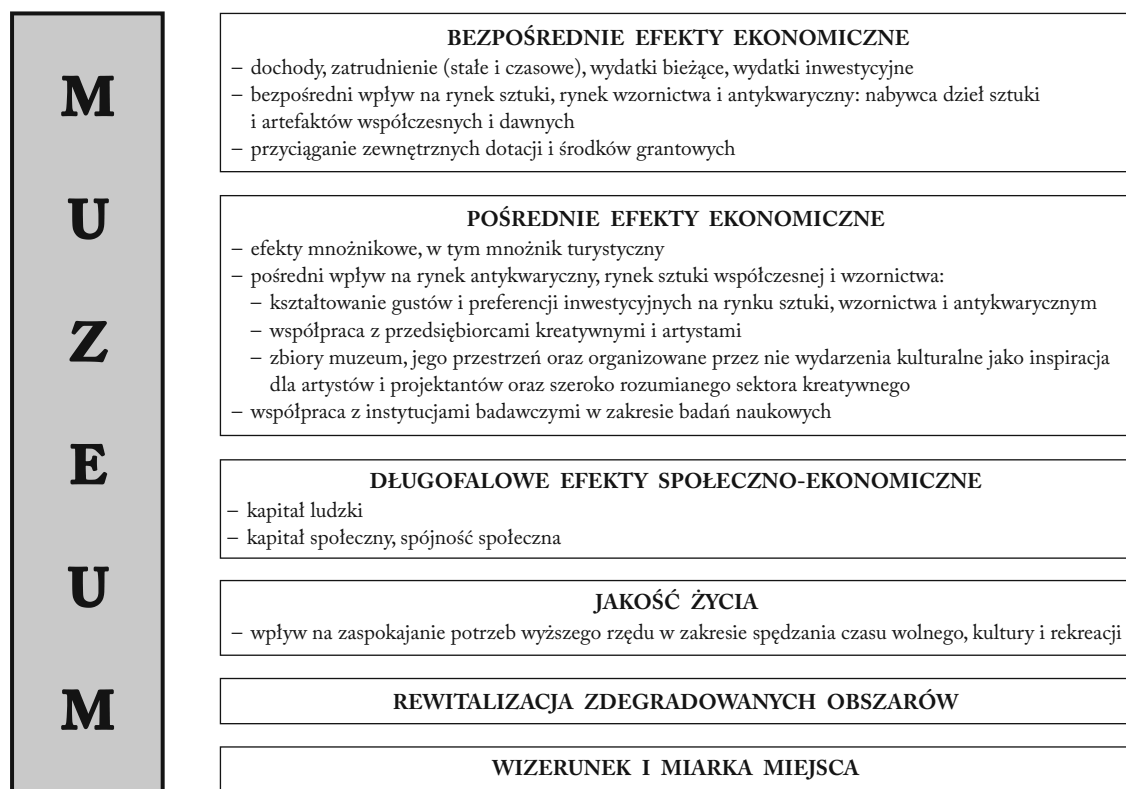 M
U
Z
E
U
M
BEZPOŚREDNIE EFEKTY EKONOMICZNE
– dochody, zatrudnienie (stałe i czasowe), wydatki bieżące, wydatki inwestycyjne
– bezpośredni wpływ na rynek sztuki, rynek wzornictwa i antykwaryczny: nabywca dzieł sztuki
i artefaktów współczesnych i dawnych
– przyciąganie zewnętrznych dotacji i środków grantowych
POŚREDNIE EFEKTY EKONOMICZNE
– efekty mnożnikowe, w tym mnożnik turystyczny
– pośredni wpływ na rynek antykwaryczny, rynek sztuki współczesnej i wzornictwa:
– kształtowanie gustów i preferencji inwestycyjnych na rynku sztuki, wzornictwa i antykwarycznym
– współpraca z przedsiębiorcami kreatywnymi i artystami
– zbiory muzeum, jego przestrzeń oraz organizowane przez nie wydarzenia kulturalne jako inspiracja
dla artystów i projektantów oraz szeroko rozumianego sektora kreatywnego
– współpraca z instytucjami badawczymi w zakresie badań naukowych
DŁUGOFALOWE EFEKTY SPOŁECZNO-EKONOMICZNE
– kapitał ludzki
– kapitał społeczny, spójność społeczna
JAKOŚĆ ŻYCIA
– wpływ na zaspokajanie potrzeb wyższego rzędu w zakresie spędzania czasu wolnego, kultury i rekreacji
REWITALIZACJA ZDEGRADOWANYCH OBSZARÓW
WIZERUNEK I MIARKA MIEJSCA